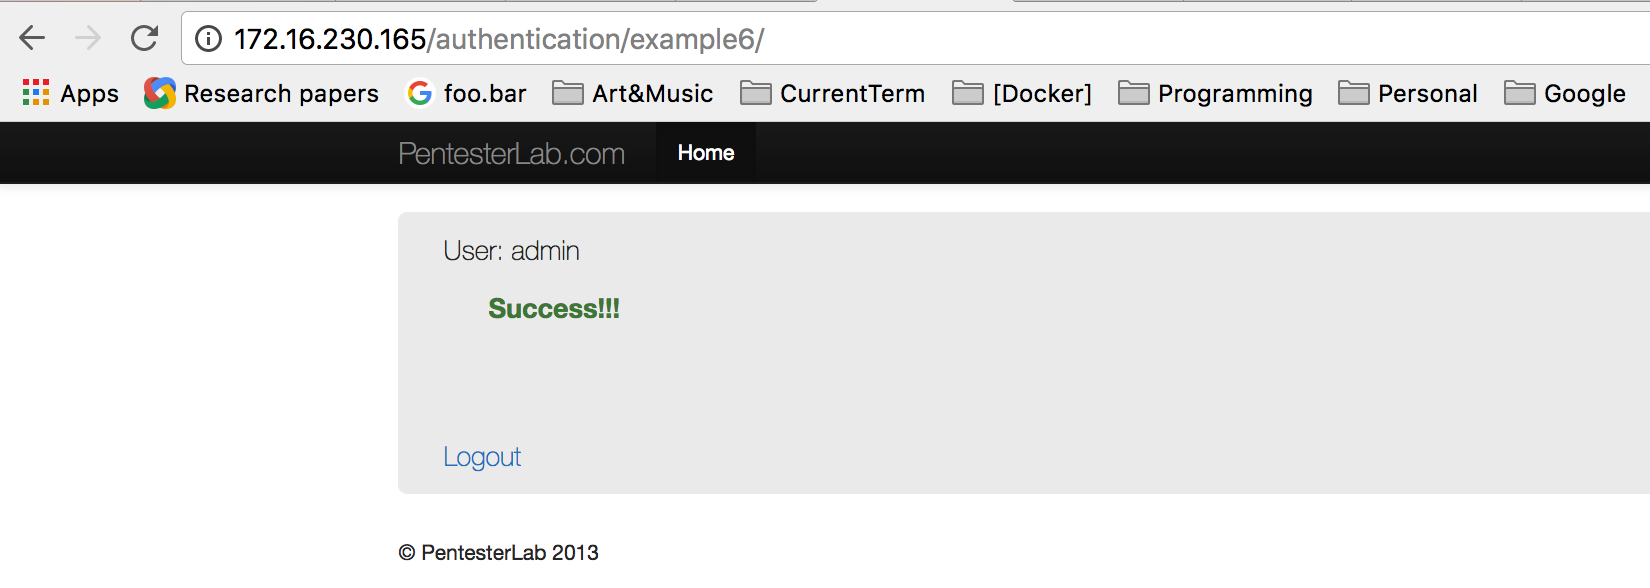 172.16.230.165/authentication/example6/
Apps Research papers foo.bar Art&Music CurrentTerm [Docker] Programming Personal Google
PentesterLab.com Home
User: admin
Success!!!
Logout
© PentesterLab 2013